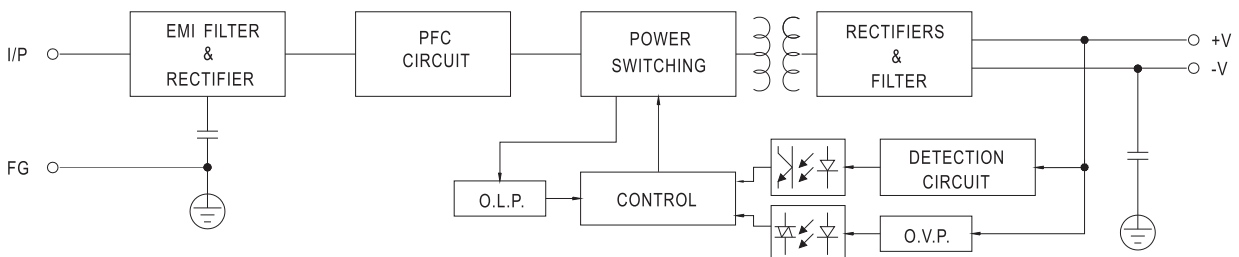 I/P
EMI FILTER
&
RECTIFIER
PFC
CIRCUIT
POWER
SWITCHING
RECTIFIERS
&
FILTER
+V
-V
FG
O.L.P.
CONTROL
DETECTION
CIRCUIT
O.V.P.